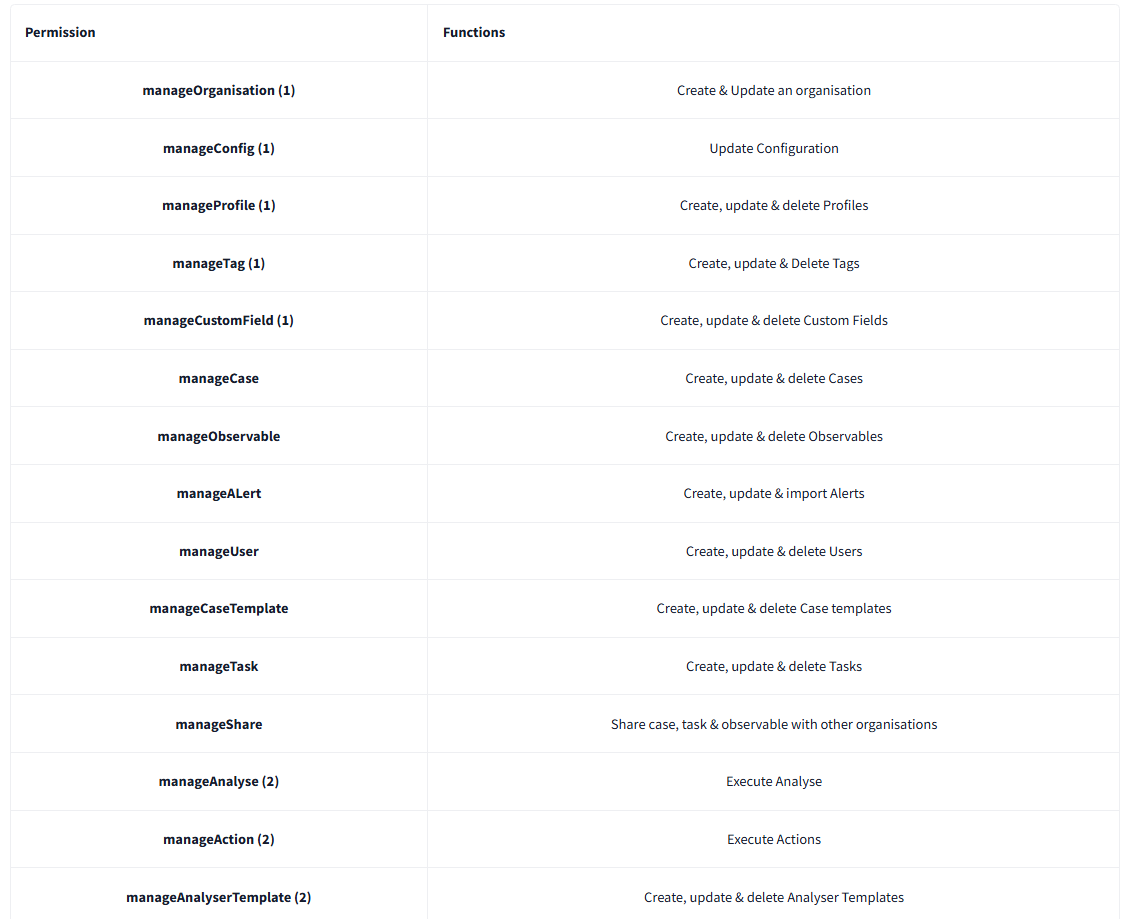 Permission Functions
manageOrganisation (1) Create & Update an organisation
manageConfig (1) Update Configuration
manageProfile (1) Create, update & delete Profiles
manageTag (1) Create, update & Delete Tags
manageCustomField (1) Create, update & delete Custom Fields
manageCase Create, update & delete Cases
manageObservable Create, update & delete Observables
manageALert Create, update & import Alerts
manageUser Create, update & delete Users
manageCaseTemplate Create, update & delete Case templates
manageTask Create, update & delete Tasks
manageShare Share case, task & observable with other organisations
manageAnalyse (2) Execute Analyse
manageAction (2) Execute Actions
manageAnalyserTemplate (2) Create, update & delete Analyser Templates